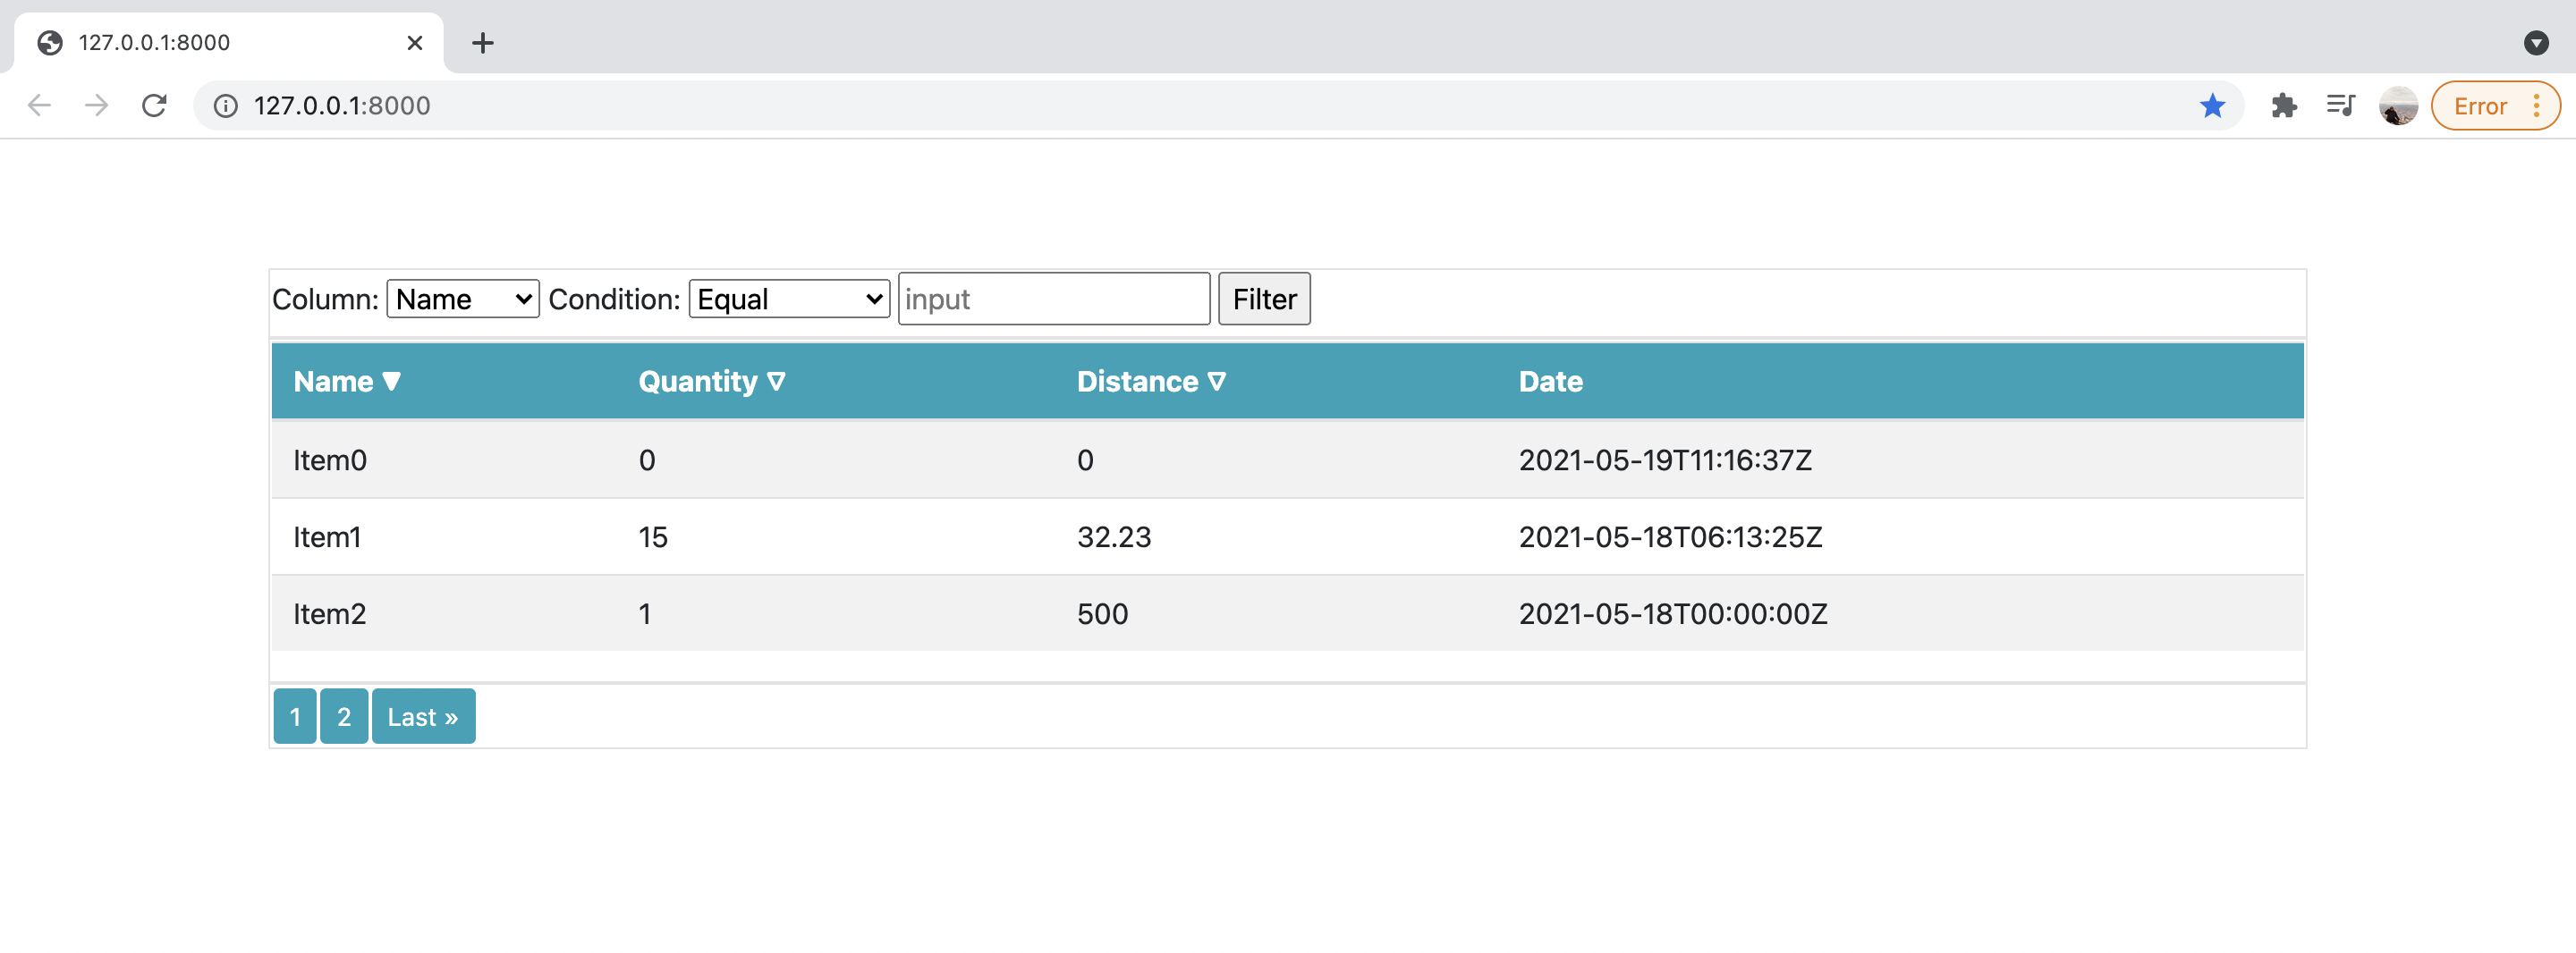 127.0.0.1:8000
127.0.0.1:8000 Error
Column: Name Condition: Equal input Filter
Name ▼ Quantity ▽ Distance ▽ Date
Item0 0 0 2021-05-19T11:16:37Z
Item1 15 32.23 2021-05-18T06:13:25Z
Item2 1 500 2021-05-18T00:00:00Z
1 2 Last »